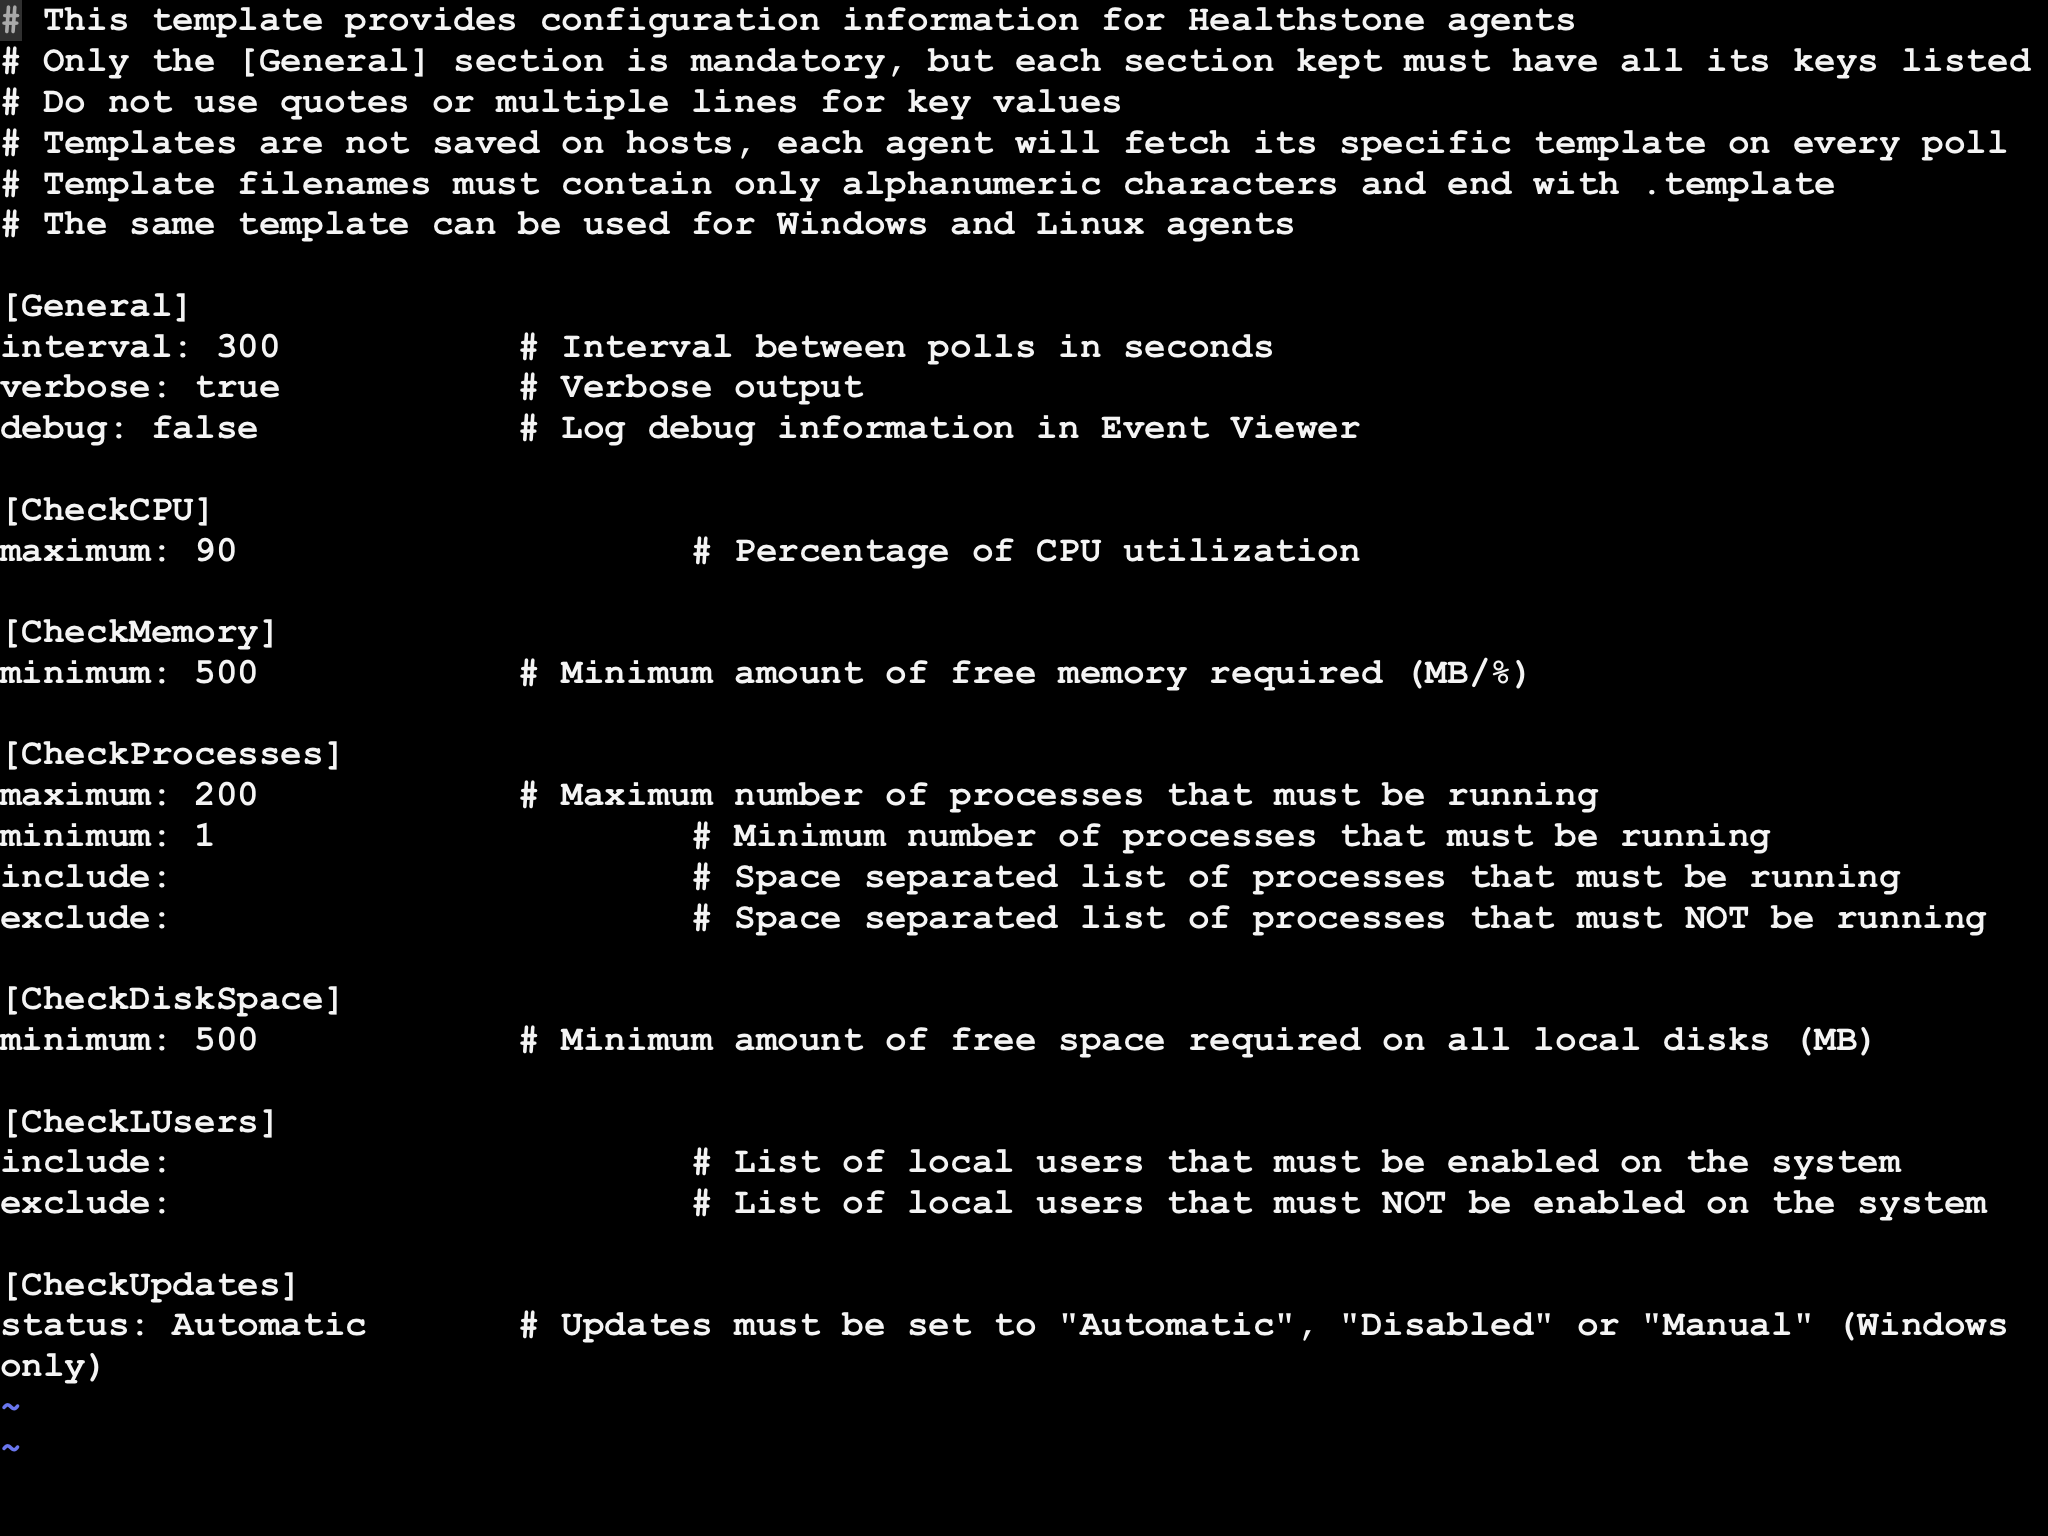 # This template provides configuration information for Healthstone agents
# Only the [General] section is mandatory, but each section kept must have all its keys listed
# Do not use quotes or multiple lines for key values
# Templates are not saved on hosts, each agent will fetch its specific template on every poll
# Template filenames must contain only alphanumeric characters and end with .template
# The same template can be used for Windows and Linux agents

[General]
interval: 300           # Interval between polls in seconds
verbose: true           # Verbose output
debug: false            # Log debug information in Event Viewer

[CheckCPU]
maximum: 90                     # Percentage of CPU utilization

[CheckMemory]
minimum: 500            # Minimum amount of free memory required (MB/%)

[CheckProcesses]
maximum: 200            # Maximum number of processes that must be running
minimum: 1                      # Minimum number of processes that must be running
include:                        # Space separated list of processes that must be running
exclude:                        # Space separated list of processes that must NOT be running

[CheckDiskSpace]
minimum: 500            # Minimum amount of free space required on all local disks (MB)

[CheckLUsers]
include:                        # List of local users that must be enabled on the system
exclude:                        # List of local users that must NOT be enabled on the system

[CheckUpdates]
status: Automatic       # Updates must be set to "Automatic", "Disabled" or "Manual" (Windows
only)
~
~